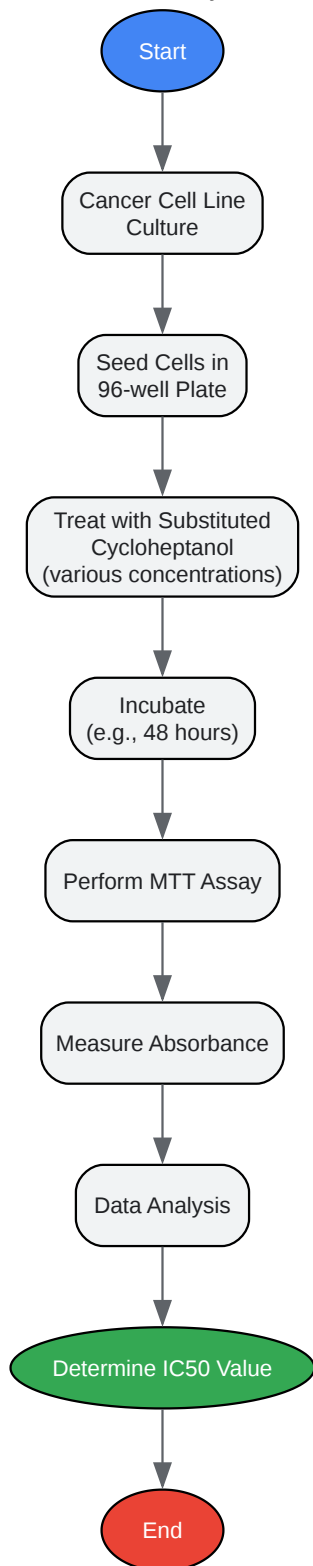 Start
Cancer Cell Line
Culture
Seed Cells in
96-well Plate
Treat with Substituted
Cycloheptanol
(various concentrations)
Incubate
(e.g., 48 hours)
Perform MTT Assay
Measure Absorbance
Data Analysis
Determine IC50 Value
End